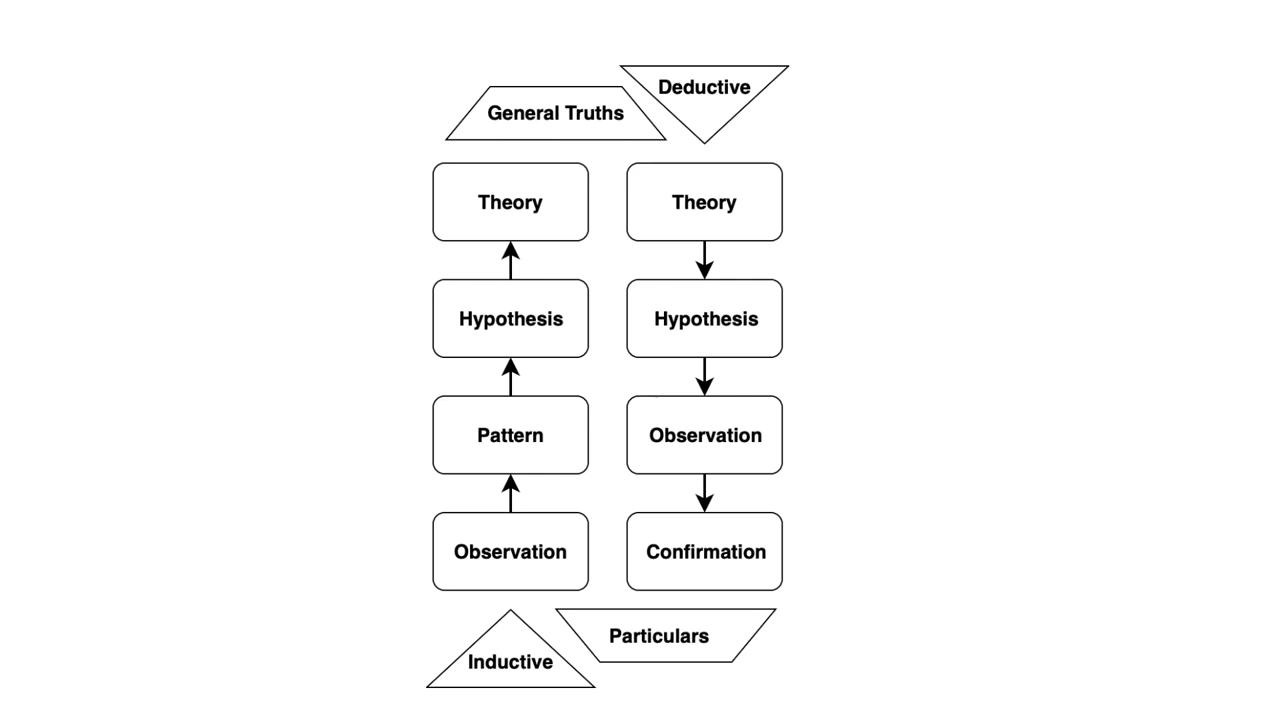 Deductive
General Truths
Theory
Theory
Hypothesis
Hypothesis
Pattern
Observation
Observation
Confirmation
Particulars
Inductive